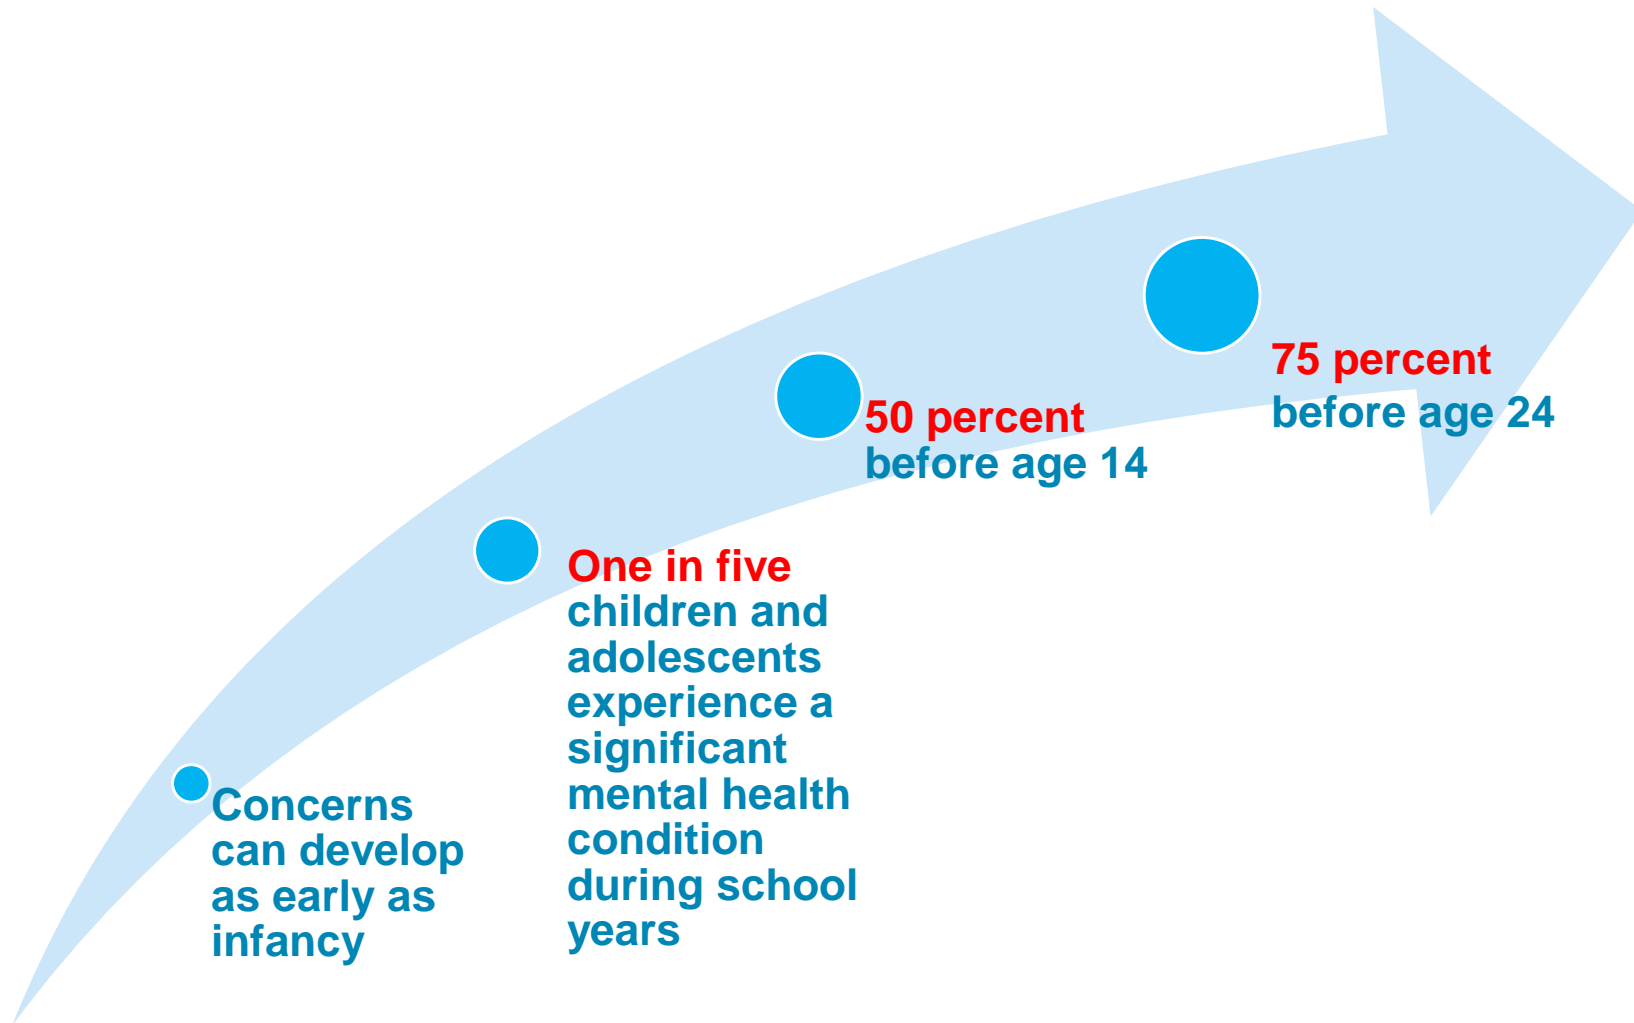 Concerns
can develop
as early as
infancy
One in five
children and
adolescents
experience a
significant
mental health
condition
during school
years
50 percent
before age 14
75 percent
before age 24